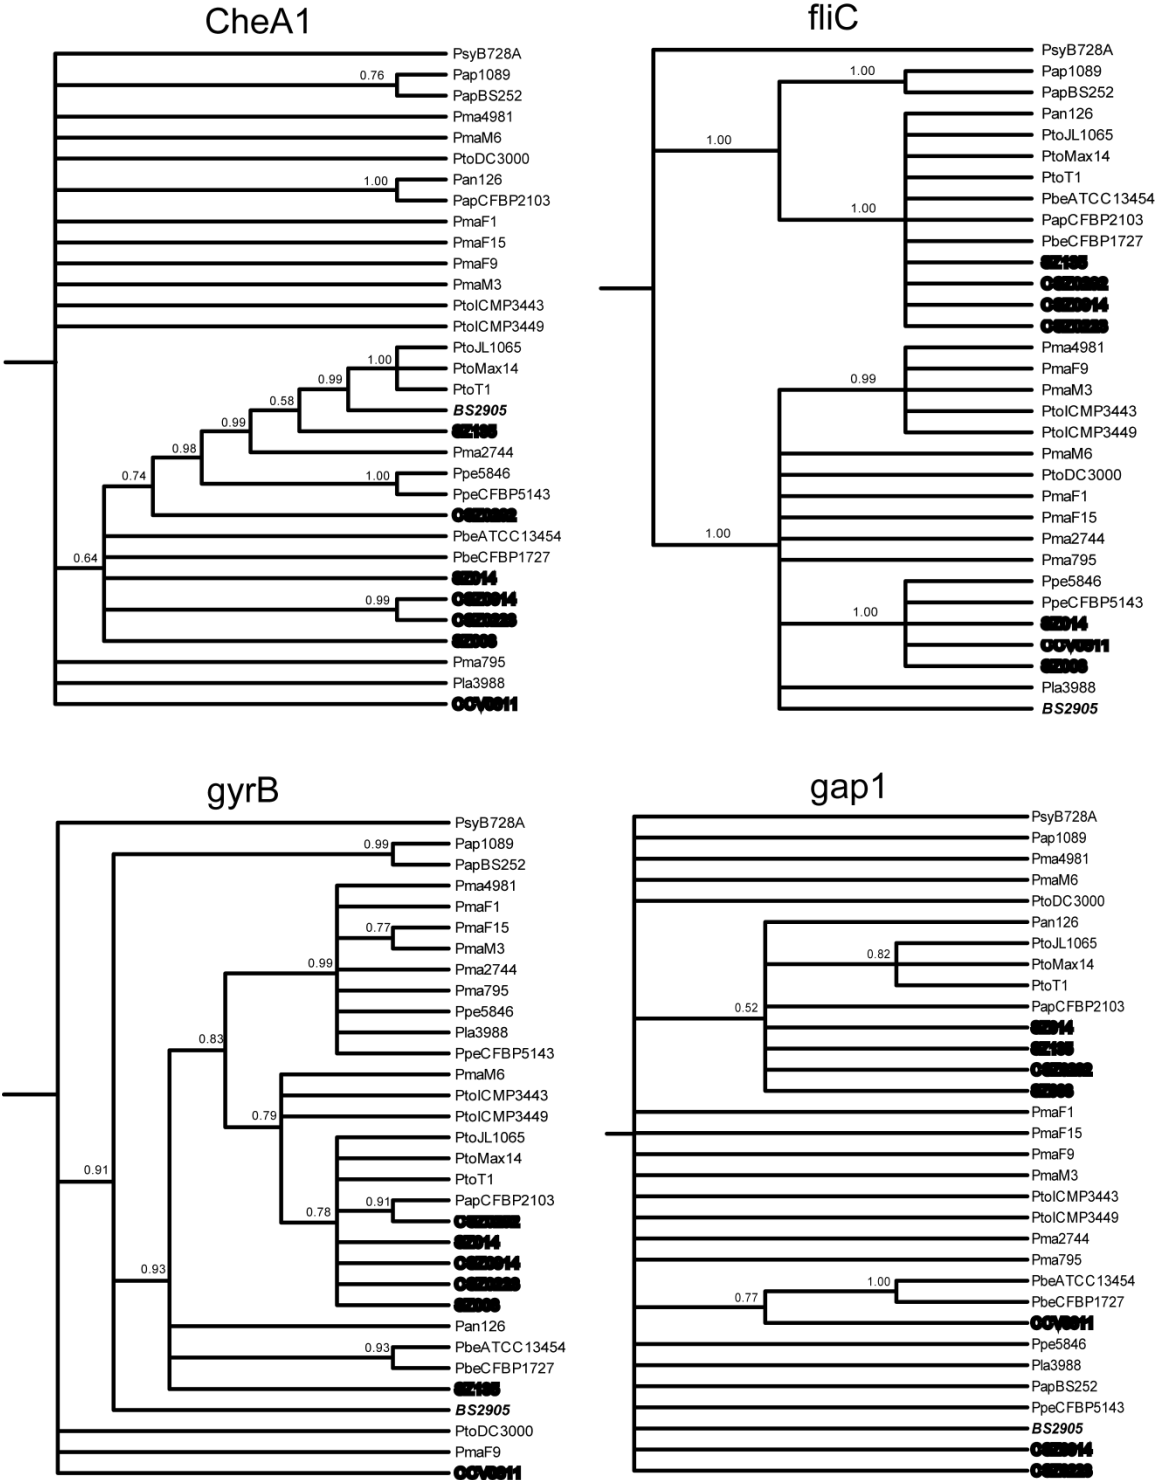 CheA1
PsyB728A
0.76
Pap1089
PapBS252
Pma4981
PmaM6
PtoDC3000
1.00
Pan126
PapCFBP2103
PmaF1
PmaF15
PmaF9
PmaM3
PtoICMP3443
PtoICMP3449
PtoJL1065
1.00
PtoMax14
0.99
PtoT1
0.58
BS2905
0.99
SZ135
0.98
Pma2744
0.74
Ppe5846
1.00
PpeCFBP5143
PbeATCC13454
0.64
PbeCFBP1727
SZ014
0.99
Pma795
Pla3988
fliC
PsyB728A
1.00
Pap1089
PapBS252
1.00
Pan126
PtoJL1065
PtoMax14
PtoT1
PbeATCC13454
1.00
PapCFBP2103
PbeCFBP1727
SZ135
Pma4981
PmaF9
0.99
PmaM3
PtoICMP3443
PtoICMP3449
PmaM6
PtoDC3000
PmaF1
PmaF15
1.00
Pma2744
Pma795
Ppe5846
PpeCFBP5143
1.00
SZ014
Pla3988
BS2905
gyrB
PsyB728A
0.99
Pap1089
PapBS252
Pma4981
PmaF1
0.77
PmaF15
PmaM3
0.99
Pma2744
Pma795
Ppe5846
0.83
Pla3988
PpeCFBP5143
PmaM6
PtoICMP3443
0.79
PtoICMP3449
PtoJL1065
PtoMax14
0.91
PtoT1
0.91
PapCFBP2103
0.78
SZ014
0.93
Pan126
0.93
PbeATCC13454
PbeCFBP1727
SZ135
BS2905
PtoDC3000
PmaF9
gap1
PsyB728A
Pap1089
Pma4981
PmaM6
PtoDC3000
Pan126
PtoJL1065
0.82
PtoMax14
PtoT1
0.52
PapCFBP2103
SZ014
SZ135
PmaF1
PmaF15
PmaF9
PmaM3
PtoICMP3443
PtoICMP3449
Pma2744
Pma795
1.00
PbeATCC13454
0.77
PbeCFBP1727
Ppe5846
Pla3988
PapBS252
PpeCFBP5143
BS2905